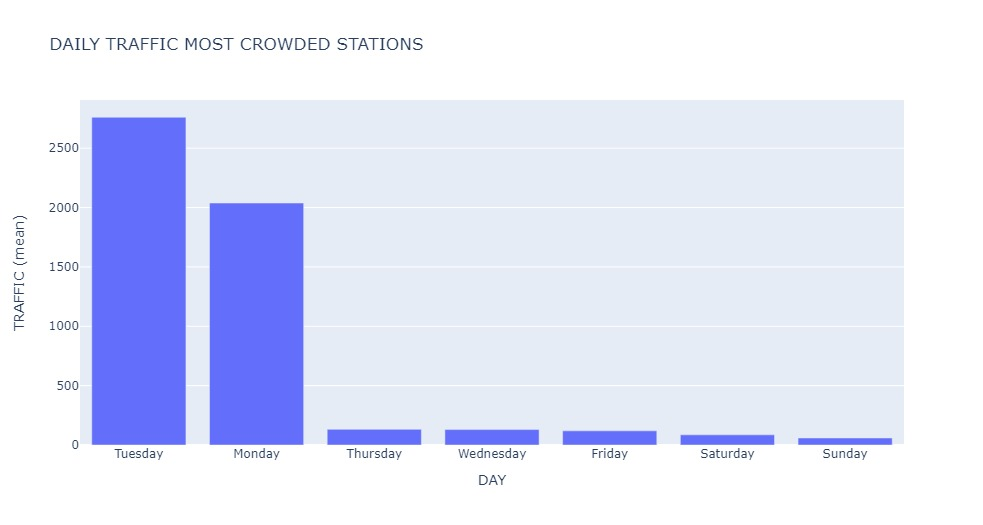 DAILY TRAFFIC MOST CROWDED STATIONS
TRAFFIC (mean)
2500
2000
1500
1000
500
0
Tuesday Monday Thursday Wednesday Friday Saturday Sunday
DAY